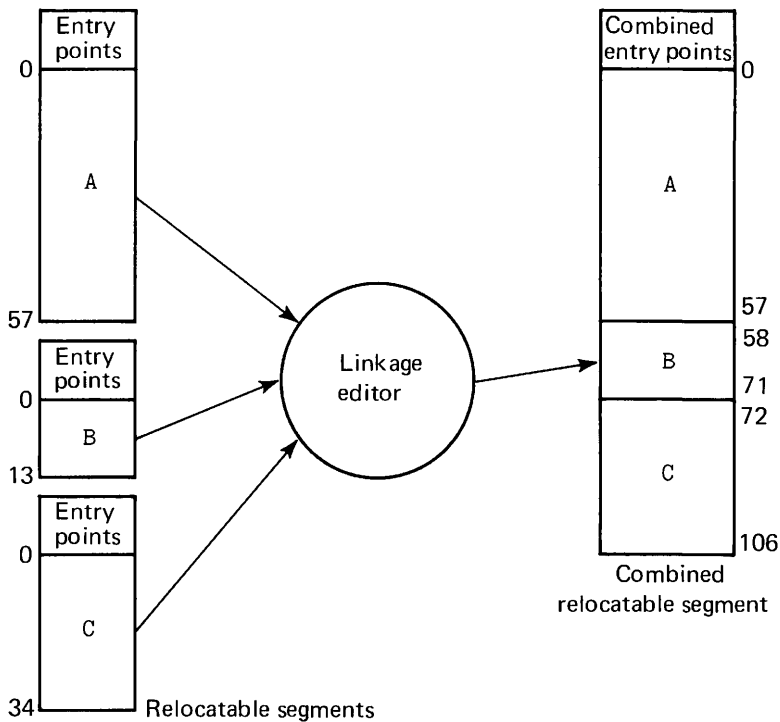 Entry
points
0
A
57
Entry
points
0
B
13
Entry
points
0
C
34
Relocatable segments
Linkage
editor
Combined
entry points
0
A
57
58
B
71
72
C
106
Combined
relocatable segment